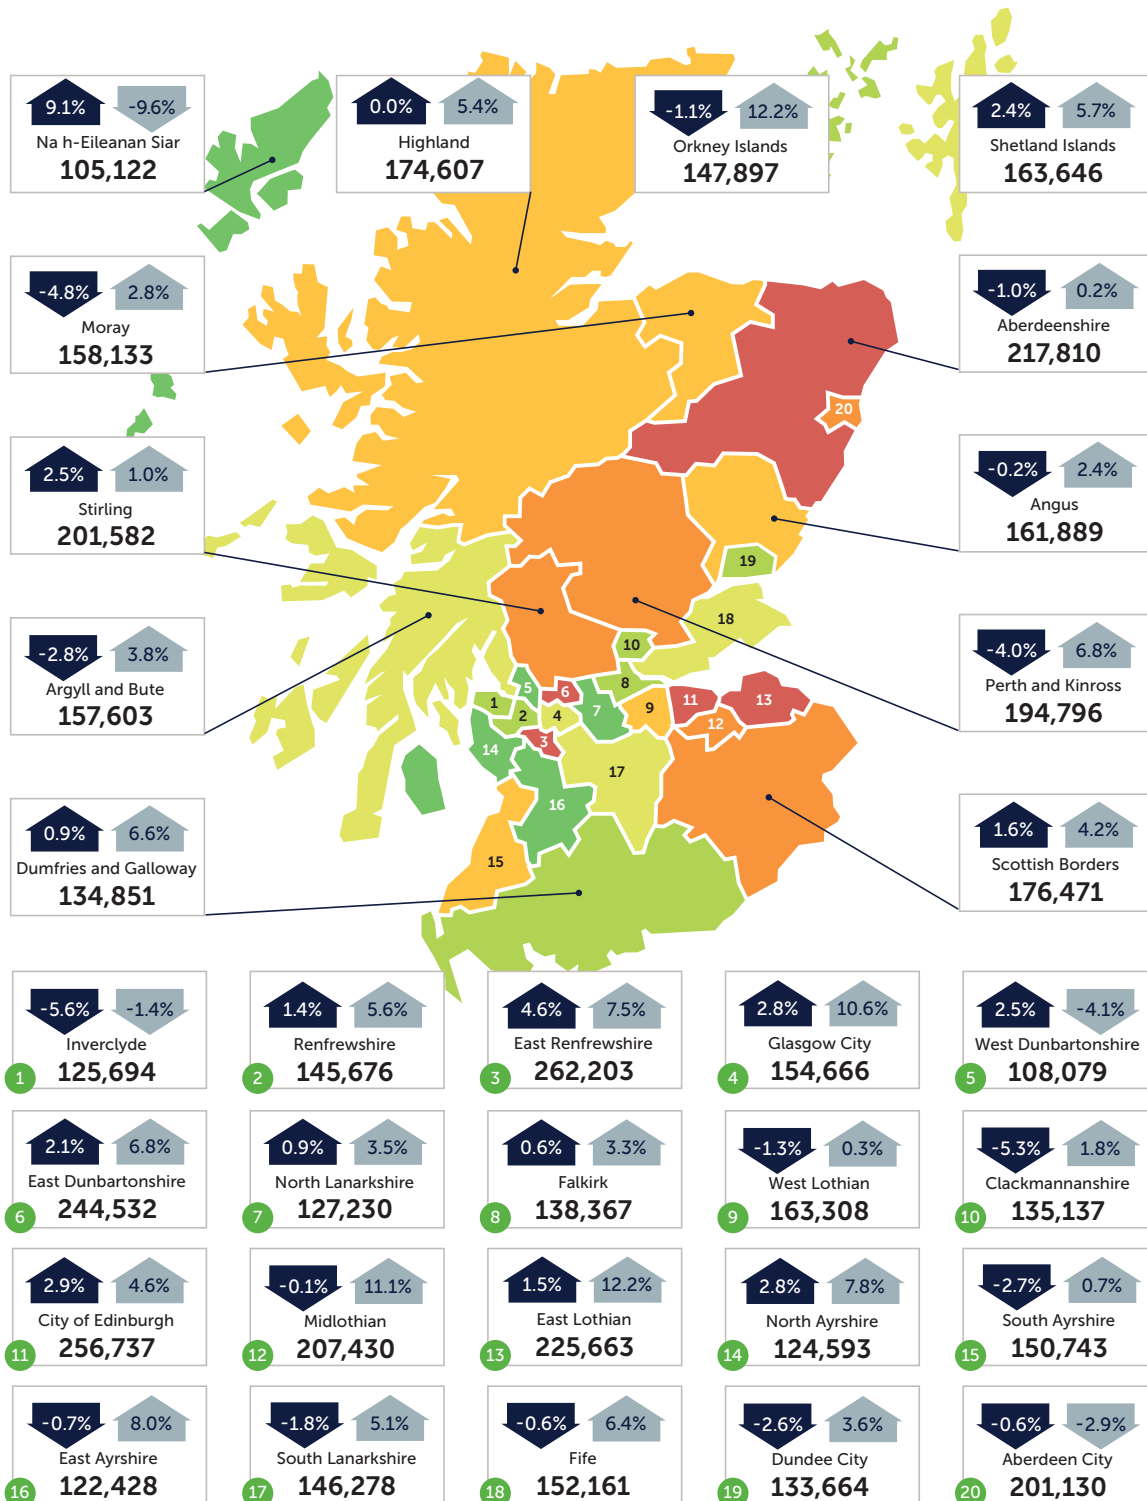 9.1% -9.6%
Na h-Eileanan Siar
105,122
0.0% 5.4%
Highland
174,607
-1.1% 12.2%
Orkney Islands
147,897
2.4% 5.7%
Shetland Islands
163,646
-4.8% 2.8%
Moray
158,133
-1.0% 0.2%
Aberdeenshire
217,810
2.5% 1.0%
Stirling
201,582
-0.2% 2.4%
Angus
161,889
-2.8% 3.8%
Argyll and Bute
157,603
-4.0% 6.8%
Perth and Kinross
194,796
0.9% 6.6%
Dumfries and Galloway
134,851
1.6% 4.2%
Scottish Borders
176,471
20
19
18
10
8
5
6
7
9
11
13
12
1
2
4
3
14
17
16
15
-5.6% -1.4%
Inverclyde
1 125,694
1.4% 5.6%
Renfrewshire
2 145,676
4.6% 7.5%
East Renfrewshire
3 262,203
2.8% 10.6%
Glasgow City
4 154,666
2.5% -4.1%
West Dunbartonshire
5 108,079
2.1% 6.8%
East Dunbartonshire
6 244,532
0.9% 3.5%
North Lanarkshire
7 127,230
0.6% 3.3%
Falkirk
8 138,367
-1.3% 0.3%
West Lothian
9 163,308
-5.3% 1.8%
Clackmannanshire
10 135,137
2.9% 4.6%
City of Edinburgh
11 256,737
-0.1% 11.1%
Midlothian
12 207,430
1.5% 12.2%
East Lothian
13 225,663
2.8% 7.8%
North Ayrshire
14 124,593
-2.7% 0.7%
South Ayrshire
15 150,743
-0.7% 8.0%
East Ayrshire
16 122,428
-1.8% 5.1%
South Lanarkshire
17 146,278
-0.6% 6.4%
Fife
18 152,161
-2.6% 3.6%
Dundee City
19 133,664
-0.6% -2.9%
Aberdeen City
20 201,130